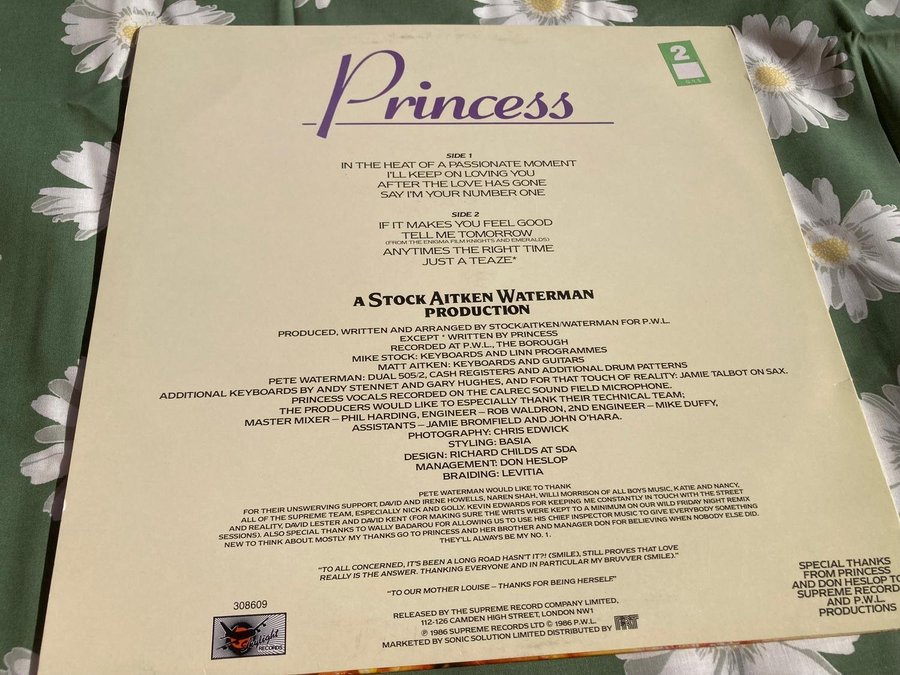 Princess
2
SIDE 1
IN THE HEAT OF A PASSIONATE MOMENT
I'LL KEEP ON LOVING YOU
AFTER THE LOVE HAS GONE
SAY I'M YOUR NUMBER ONE
SIDE 2
IF IT MAKES YOU FEEL GOOD
TELL ME TOMORROW
(FROM THE ENIGMA FILM KNIGHTS AND EMERALDS)
ANYTIMES THE RIGHT TIME
JUST A TEAZE*
A STOCK AITKEN WATERMAN
PRODUCTION
PRODUCED, WRITTEN AND ARRANGED BY STOCK/AITKEN/WATERMAN FOR P.W.L.
EXCEPT * WRITTEN BY PRINCESS
RECORDED AT P.W.L., THE BOROUGH
MIKE STOCK: KEYBOARDS AND LINN PROGRAMMES
MATT AITKEN: KEYBOARDS AND GUITARS
PETE WATERMAN: DUAL 505/2, CASH REGISTERS AND ADDITIONAL DRUM PATTERNS
ADDITIONAL KEYBOARDS BY ANDY STENNET AND GARY HUGHES, AND FOR THAT TOUCH OF REALITY: JAMIE TALBOT ON SAX.
PRINCESS VOCALS RECORDED ON THE CALREC SOUND FIELD MICROPHONE.
THE PRODUCERS WOULD LIKE TO ESPECIALLY THANK THEIR TECHNICAL TEAM;
MASTER MIXER – PHIL HARDING, ENGINEER – ROB WALDRON, 2ND ENGINEER – MIKE DUFFY,
ASSISTANTS – JAMIE BROMFIELD AND JOHN O'HARA.
PHOTOGRAPHY: CHRIS EDWICK
STYLING: BASIA
DESIGN: RICHARD CHILDS AT SDA
MANAGEMENT: DON HESLOP
BRAIDING: LEVITIA
PETE WATERMAN WOULD LIKE TO THANK
FOR THEIR UNSWERVING SUPPORT, DAVID AND IRENE HOWELLS, NAREN SHAH, WILLI MORRISON OF ALL BOYS MUSIC, KATIE AND NANCY,
ALL OF THE SUPREME TEAM, ESPECIALLY NICK AND GOLLY. KEVIN EDWARDS FOR KEEPING ME CONSTANTLY IN TOUCH WITH THE STREET
AND REALITY, DAVID LESTER AND DAVID KENT (FOR MAKING SURE THE WRITS WERE KEPT TO A MINIMUM ON OUR WILD FRIDAY NIGHT REMIX
SESSIONS). ALSO SPECIAL THANKS TO WALLY BADAROU FOR ALLOWING US TO USE HIS CHIEF INSPECTOR MUSIC TO GIVE EVERYBODY SOMETHING
NEW TO THINK ABOUT. MOSTLY MY THANKS GO TO PRINCESS AND HER BROTHER AND MANAGER DON FOR BELIEVING WHEN NOBODY ELSE DID.
THEY'LL ALWAYS BE MY NO. 1.
"TO ALL CONCERNED, IT'S BEEN A LONG ROAD HASN'T IT?! (SMILE), STILL PROVES THAT LOVE
REALLY IS THE ANSWER. THANKING EVERYONE AND IN PARTICULAR MY BRUVVER (SMILE)."
"TO OUR MOTHER LOUISE – THANKS FOR BEING HERSELF"
RELEASED BY THE SUPREME RECORD COMPANY LIMITED,
112-126 CAMDEN HIGH STREET, LONDON NW1
℗ 1986 SUPREME RECORDS LTD © 1986 P.W.L.
MARKETED BY SONIC SOLUTION LIMITED DISTRIBUTED BY PRT
308609
RECORDS
SPECIAL THANKS
FROM PRINCESS
AND DON HESLOP TO
SUPREME RECORDS
AND P.W.L.
PRODUCTIONS